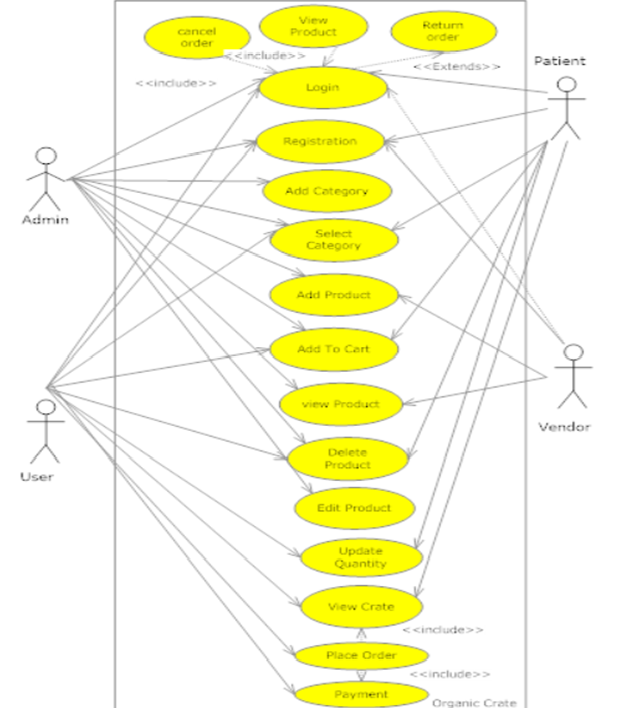 cancel
order
View
Product
Return
order
<<include>>
<<Extends>>
<<include>>
Patient
Login
Registration
Admin
Add Category
Select
Category
Add Product
Add To Cart
view Product
Vendor
User
Delete
Product
Edit Product
Update
Quantity
View Crate
<<include>>
Place Order
<<include>>
Payment
Organic Crate